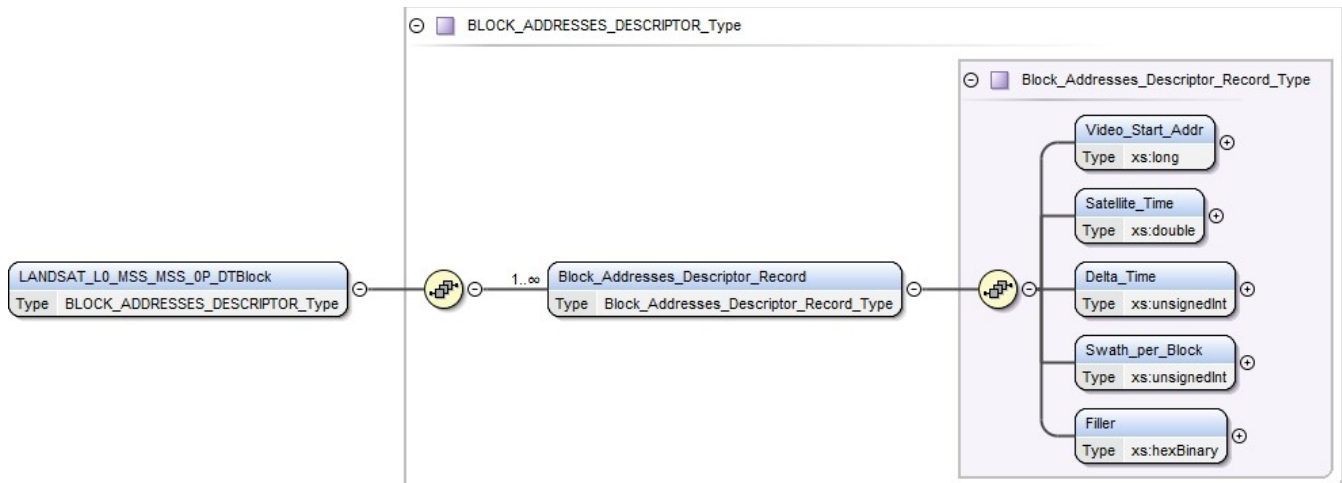 BLOCK_ADDRESSES_DESCRIPTOR_Type
Block_Addresses_Descriptor_Record_Type
Video_Start_Addr
Type xs:long
Satellite_Time
Type xs:double
LANDSAT_L0_MSS_MSS_0P_DTBlock
Type BLOCK_ADDRESSES_DESCRIPTOR_Type
1..∞
Block_Addresses_Descriptor_Record
Type Block_Addresses_Descriptor_Record_Type
Delta_Time
Type xs:unsignedInt
Swath_per_Block
Type xs:unsignedInt
Filler
Type xs:hexBinary